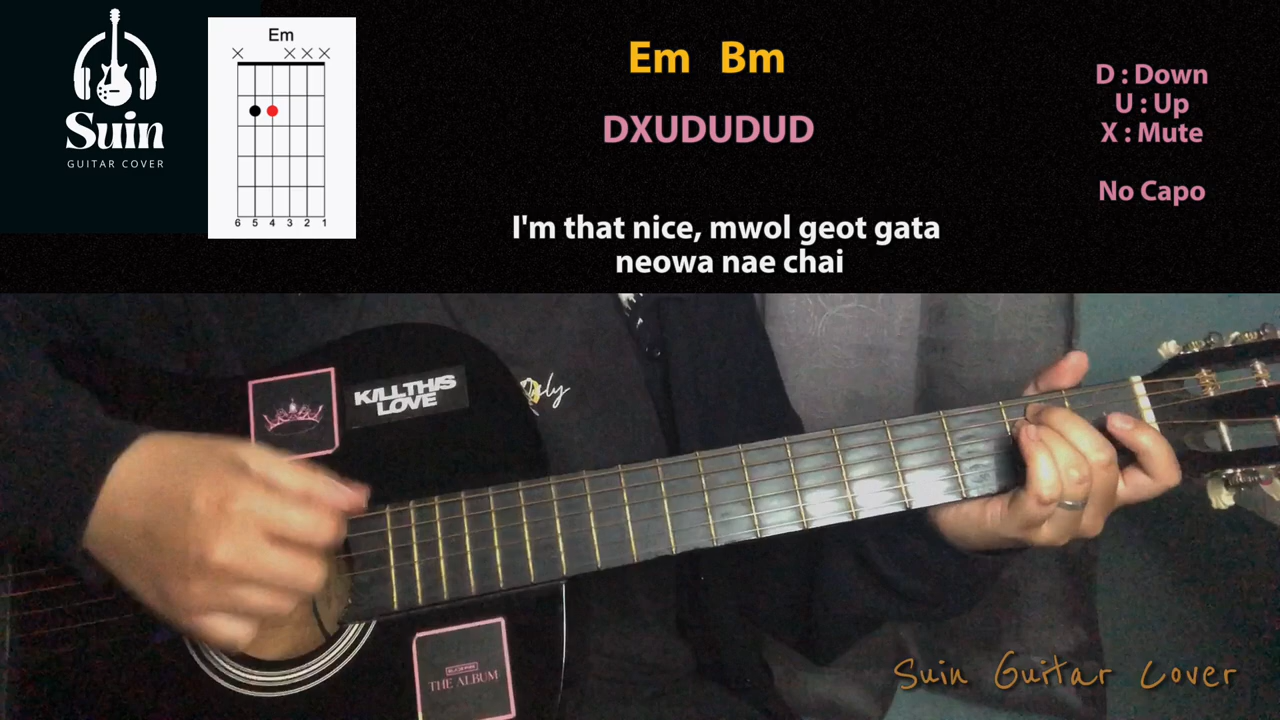 Suin
GUITAR COVER
Em
× × × ×
6 5 4 3 2 1
Em Bm
DXUDUDUD
I'm that nice, mwol geot gata
neowa nae chai
D : Down
U : Up
X : Mute
No Capo
KILL THIS
LOVE
THE ALBUM
Suin Guitar Cover